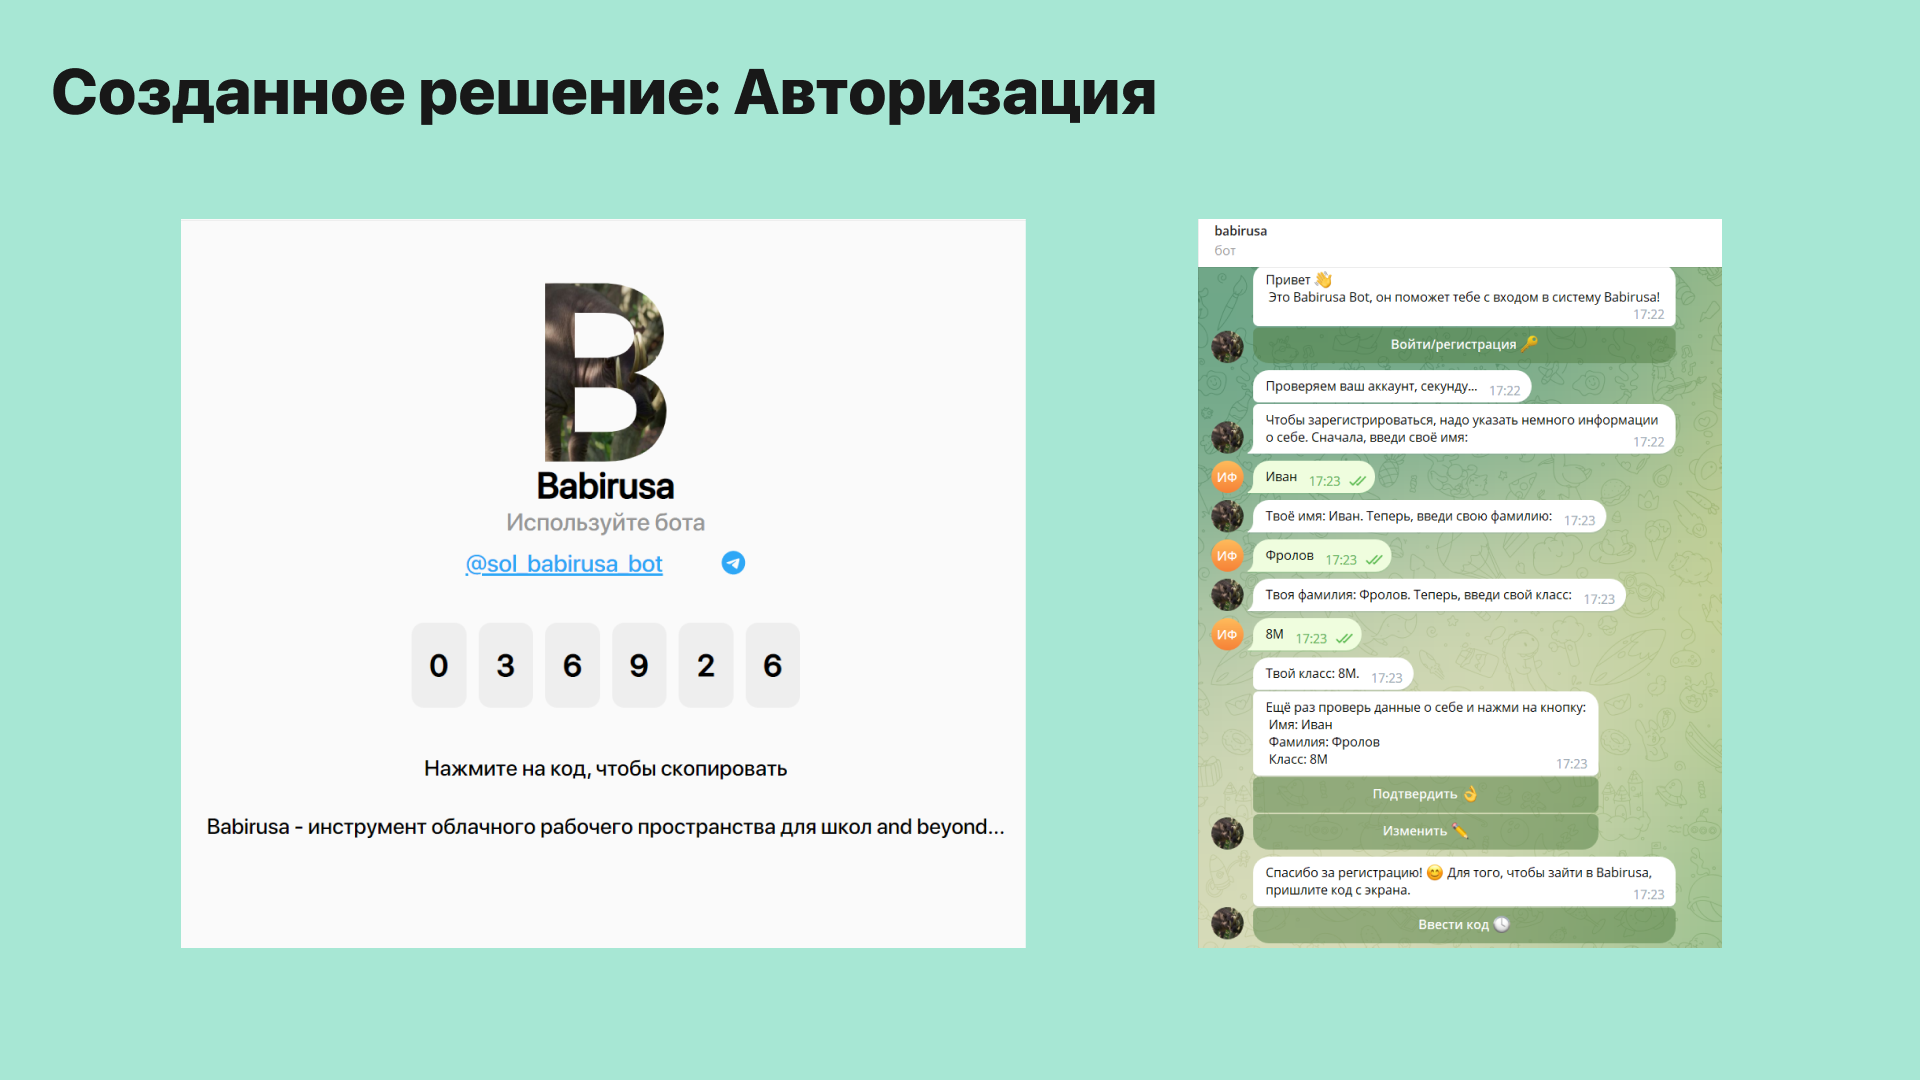 Созданное решение: Авторизация
B
Babirusa
Используйте бота
@sol_babirusa_bot
0 3 6 9 2 6
Нажмите на код, чтобы скопировать
Babirusa - инструмент облачного рабочего пространства для школ and beyond...
babirusa
бот
Привет 👋
Это Babirusa Bot, он поможет тебе с входом в систему Babirusa!
17:22
Войти/регистрация 🔑
Проверяем ваш аккаунт, секунду... 17:22
Чтобы зарегистрироваться, надо указать немного информации
о себе. Сначала, введи своё имя: 17:22
ИФ Иван 17:23
Твоё имя: Иван. Теперь, введи свою фамилию: 17:23
ИФ Фролов 17:23
Твоя фамилия: Фролов. Теперь, введи свой класс: 17:23
ИФ 8М 17:23
Твой класс: 8М. 17:23
Ещё раз проверь данные о себе и нажми на кнопку:
Имя: Иван
Фамилия: Фролов
Класс: 8М 17:23
Подтвердить 👌
Изменить ✏️
Спасибо за регистрацию! 😊 Для того, чтобы зайти в Babirusa,
пришлите код с экрана. 17:23
Ввести код 🕓